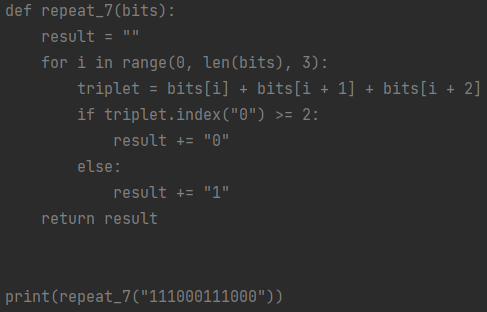 def repeat_7(bits):
    result = ""
    for i in range(0, len(bits), 3):
        triplet = bits[i] + bits[i + 1] + bits[i + 2]
        if triplet.index("0") >= 2:
            result += "0"
        else:
            result += "1"
    return result
print(repeat_7("111000111000"))